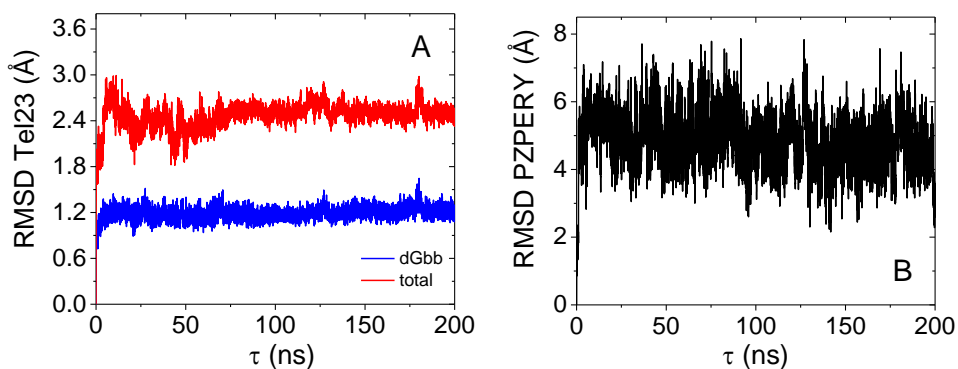 A
RMSD Tel23 (Å)
3.6
3.0
2.4
1.8
1.2
0.6
0.0
dGbb
total
0 50 100 150 200
τ (ns)
B
RMSD PZPERY (Å)
8
6
4
2
0
0 50 100 150 200
τ (ns)